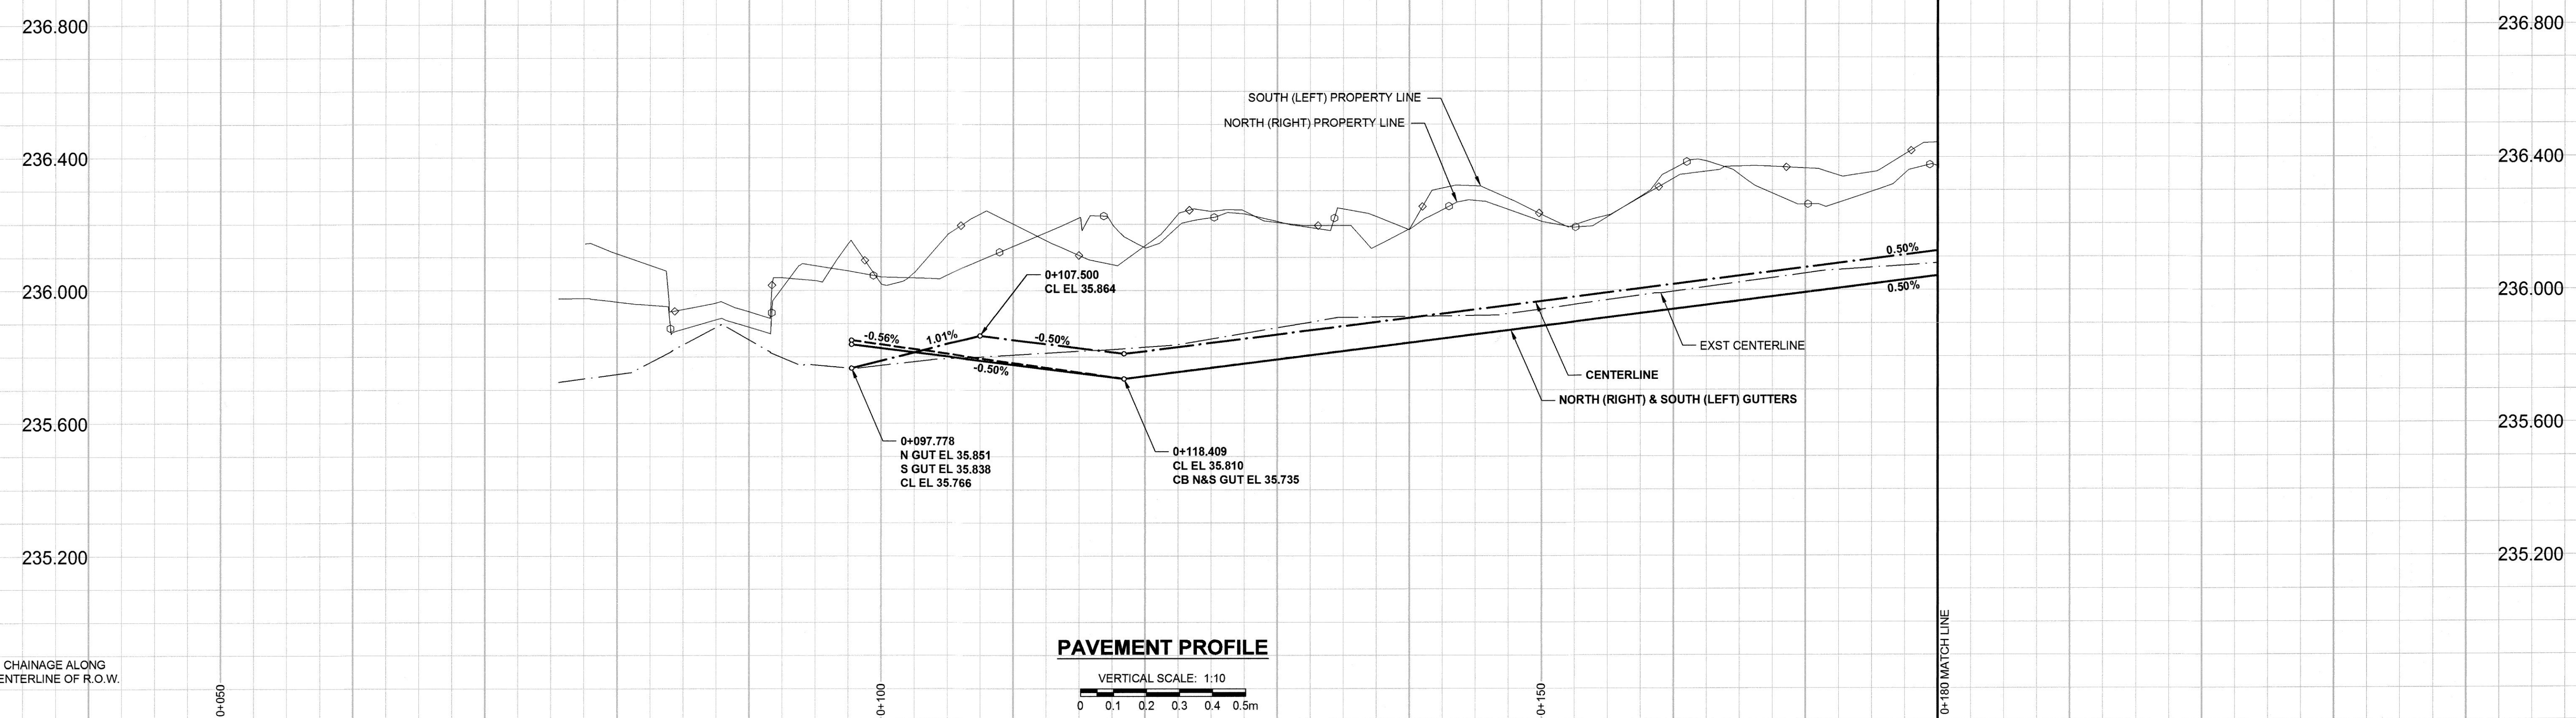 236.800
236.400
236.000
235.600
235.200
236.800
236.400
236.000
235.600
235.200
SOUTH (LEFT) PROPERTY LINE
NORTH (RIGHT) PROPERTY LINE
0+107.500
CL EL 35.864
-0.56%
1.01%
-0.50%
-0.50%
0.50%
0.50%
EXST CENTERLINE
CENTERLINE
NORTH (RIGHT) & SOUTH (LEFT) GUTTERS
0+097.778
N GUT EL 35.851
S GUT EL 35.838
CL EL 35.766
0+118.409
CL EL 35.810
CB N&S GUT EL 35.735
PAVEMENT PROFILE
VERTICAL SCALE: 1:10
0 0.1 0.2 0.3 0.4 0.5m
CHAINAGE ALONG
ENTERLINE OF R.O.W.
0+050
0+100
0+150
0+180 MATCH LINE